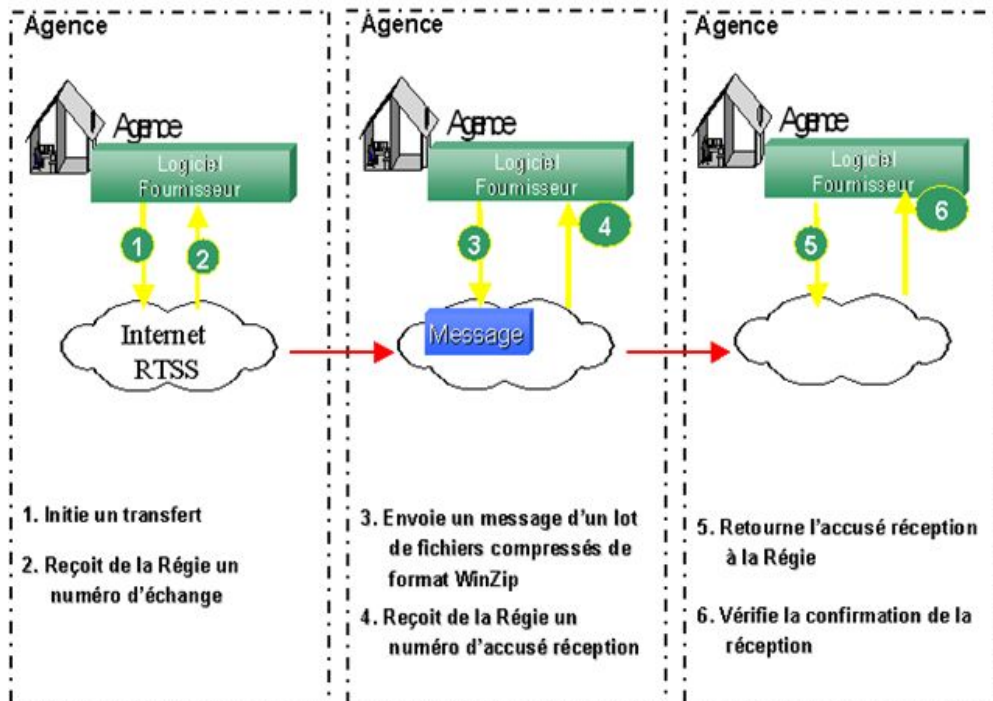 Agence
Agence
Logiciel
Fournisseur
1
2
Internet
RTSS
1. Initie un transfert
2. Reçoit de la Régie un
numéro d'échange
Agence
Agence
Logiciel
Fournisseur
3
4
Message
3. Envoie un message d'un lot
de fichiers compressés de
format WinZip
4. Reçoit de la Régie un
numéro d'accusé réception
Agence
Agence
Logiciel
Fournisseur
5
6
5. Retourne l'accusé réception
à la Régie
6. Vérifie la confirmation de la
réception